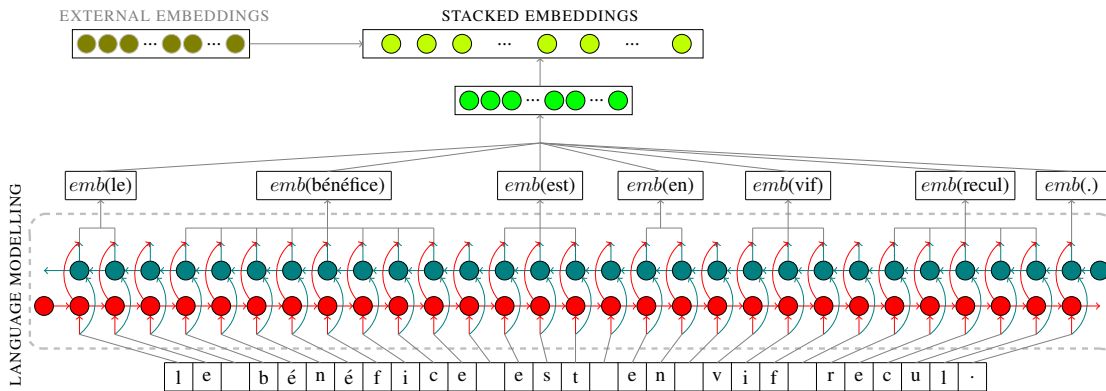 EXTERNAL EMBEDDINGS STACKED EMBEDDINGS
... ... ... ...
... ...
emb(le) emb(bénéfice) emb(est) emb(en) emb(vif) emb(recul) emb(.)
LANGUAGE MODELLING
l e b é n é f i c e e s t e n v i f r e c u l .